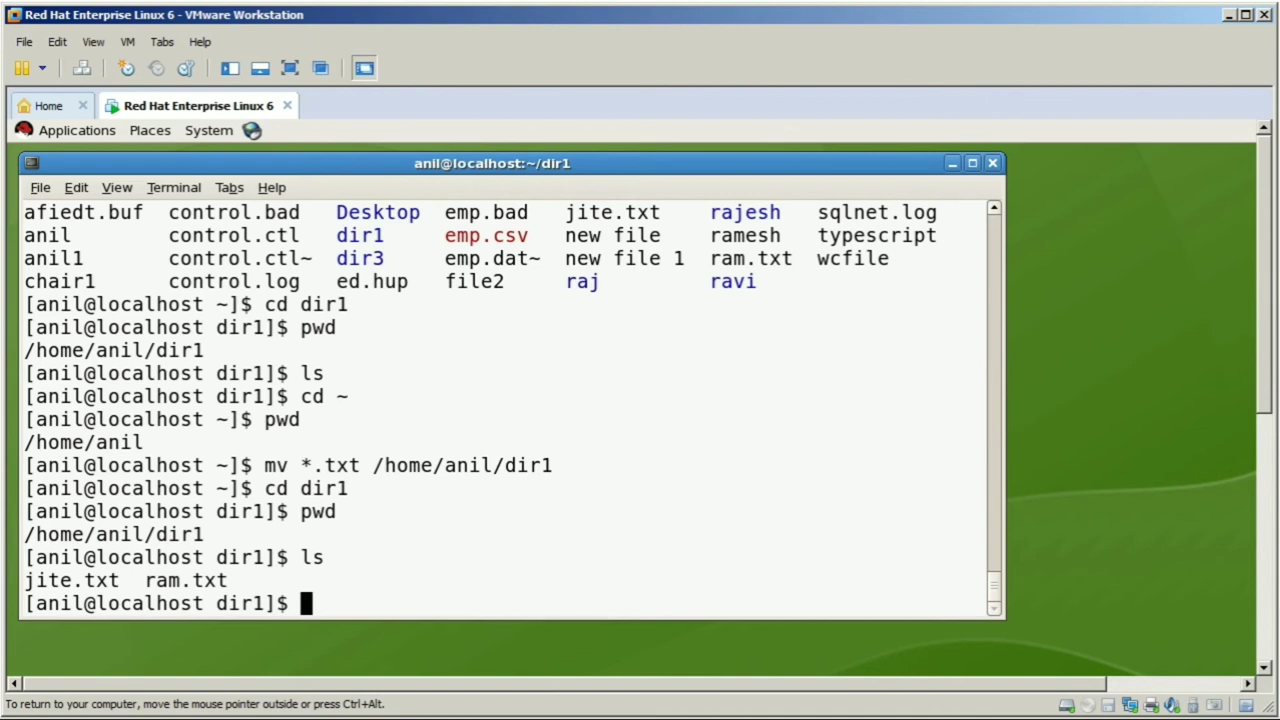 Red Hat Enterprise Linux 6 - VMware Workstation
File Edit View VM Tabs Help
Home Red Hat Enterprise Linux 6
Applications Places System
anil@localhost:~/dir1
File Edit View Terminal Tabs Help
afiedt.buf control.bad Desktop emp.bad jite.txt rajesh sqlnet.log
anil control.ctl dir1 emp.csv new file ramesh typescript
anil1 control.ctl~ dir3 emp.dat~ new file 1 ram.txt wcfile
chair1 control.log ed.hup file2 raj ravi
[anil@localhost ~]$ cd dir1
[anil@localhost dir1]$ pwd
/home/anil/dir1
[anil@localhost dir1]$ ls
[anil@localhost dir1]$ cd ~
[anil@localhost ~]$ pwd
/home/anil
[anil@localhost ~]$ mv *.txt /home/anil/dir1
[anil@localhost ~]$ cd dir1
[anil@localhost dir1]$ pwd
/home/anil/dir1
[anil@localhost dir1]$ ls
jite.txt ram.txt
[anil@localhost dir1]$
To return to your computer, move the mouse pointer outside or press Ctrl+Alt.